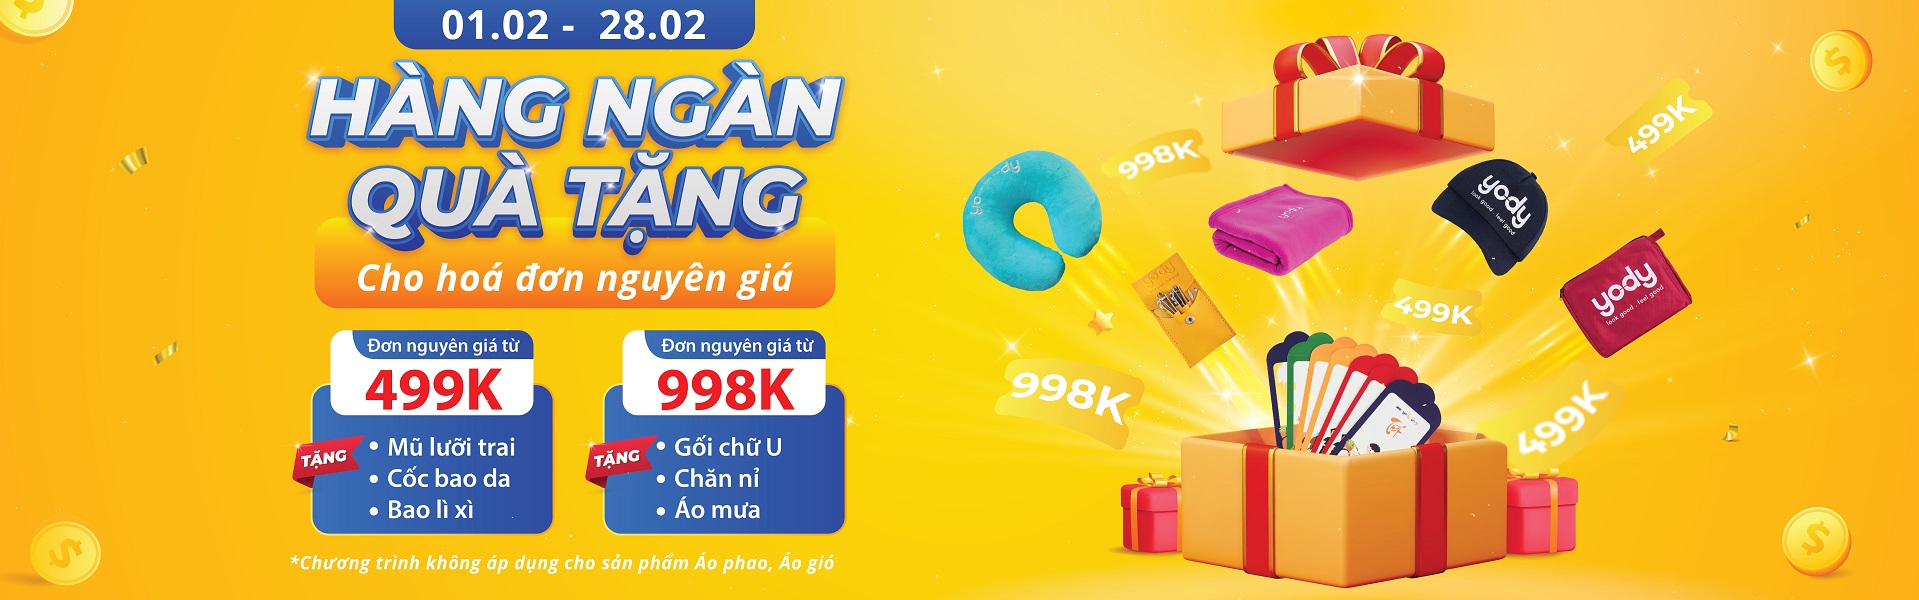 01.02 - 28.02
HÀNG NGÀN
QUÀ TẶNG
Cho hoá đơn nguyên giá
Đơn nguyên giá từ
499K
TẶNG
• Mũ lưỡi trai
• Cốc bao da
• Bao lì xì
Đơn nguyên giá từ
998K
TẶNG
• Gối chữ U
• Chăn nỉ
• Áo mưa
*Chương trình không áp dụng cho sản phẩm Áo phao, Áo gió
998K
499K
yody
yody
yody
look good . feel good
499K
yody
look good . feel good
998K
499K